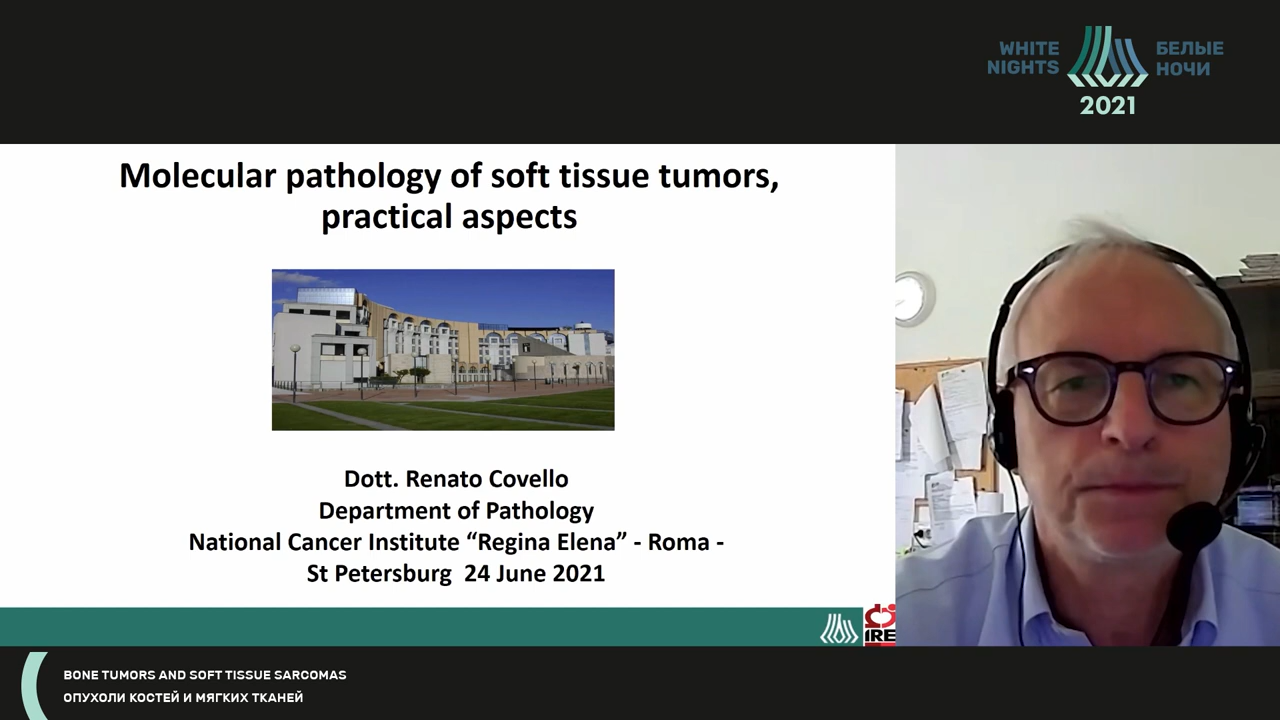 WHITE
NIGHTS
БЕЛЫЕ
НОЧИ
2021
Molecular pathology of soft tissue tumors,
practical aspects
Dott. Renato Covello
Department of Pathology
National Cancer Institute “Regina Elena” - Roma -
St Petersburg 24 June 2021
IRE
BONE TUMORS AND SOFT TISSUE SARCOMAS
ОПУХОЛИ КОСТЕЙ И МЯГКИХ ТКАНЕЙ